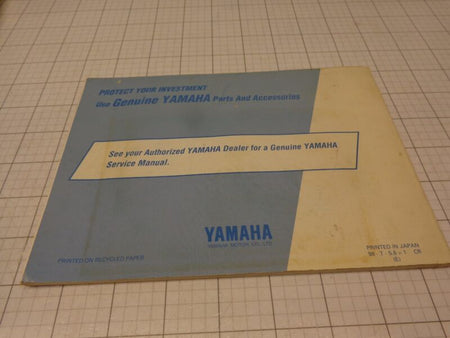 PROTECT YOUR INVESTMENT
Use Genuine YAMAHA Parts And Accessories
See your Authorized YAMAHA Dealer for a Genuine YAMAHA
Service Manual.
YAMAHA
YAMAHA MOTOR CO., LTD.
PRINTED ON RECYCLED PAPER
PRINTED IN JAPAN
(E)